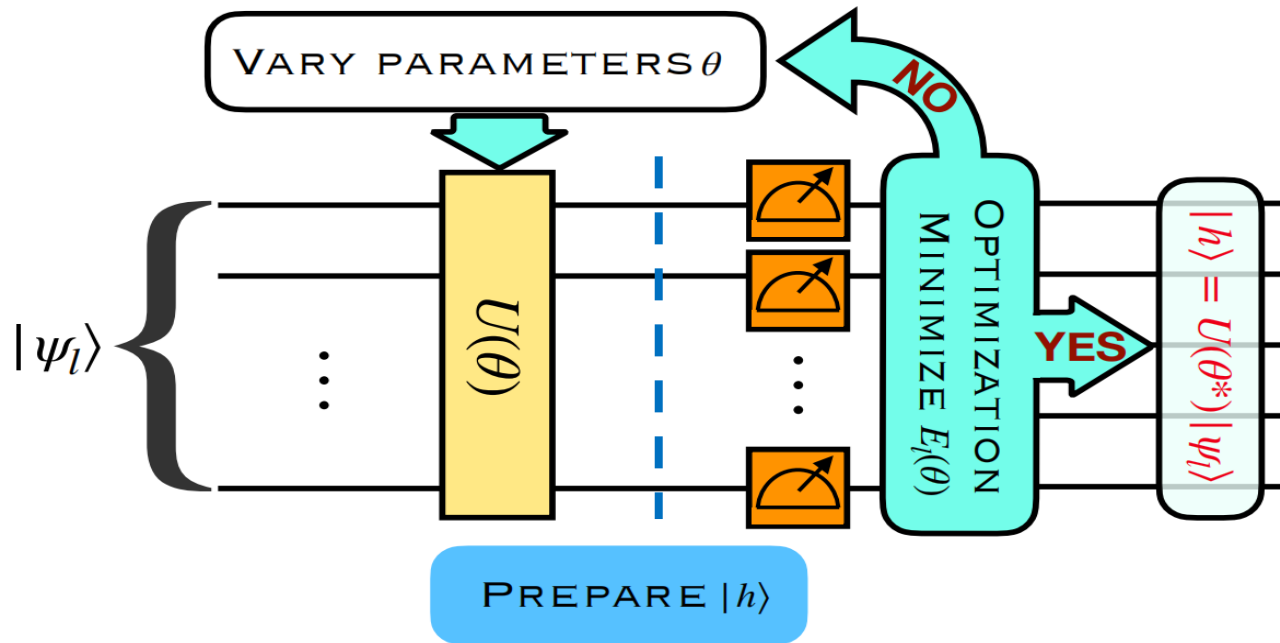 VARY PARAMETERS θ
NO
|ψ_l⟩
U(θ)
OPTIMIZATION
MINIMIZE E_l(θ)
YES
|h⟩ = U(θ*)|ψ_l⟩
PREPARE |h⟩